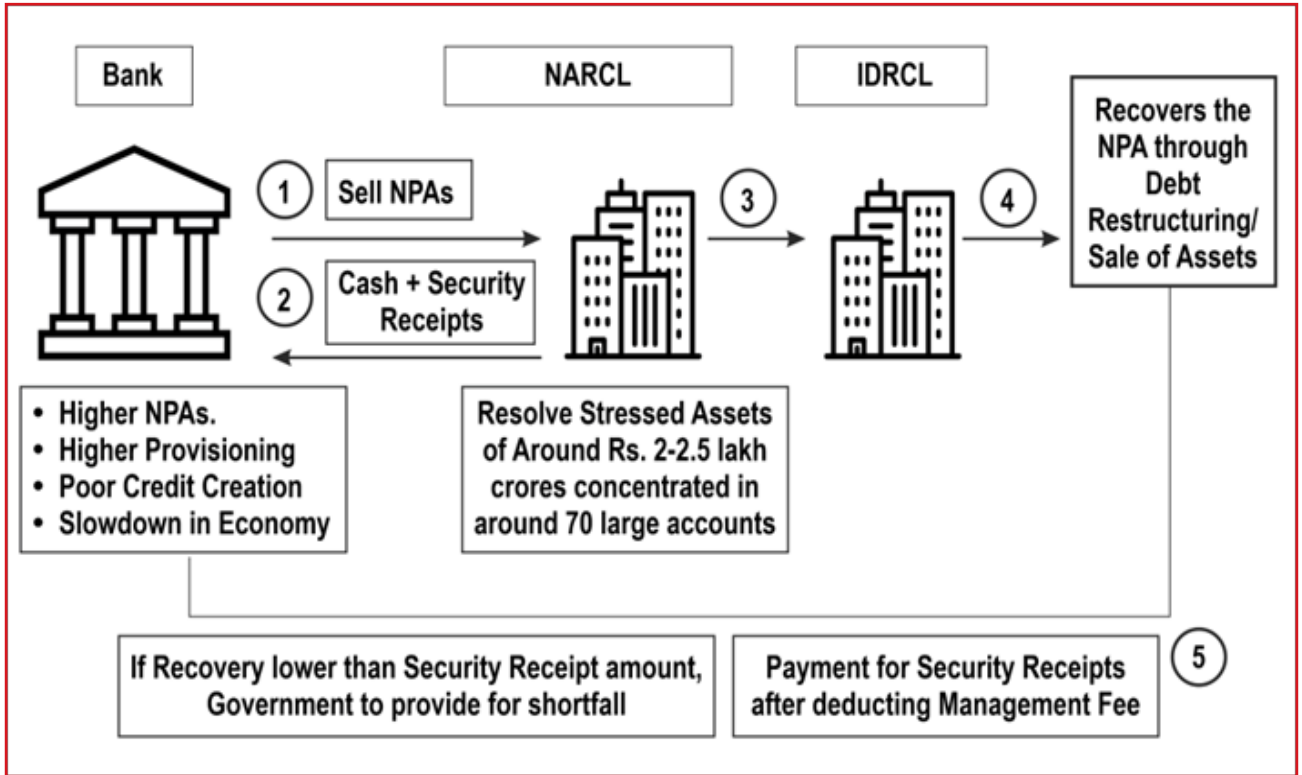 Bank
NARCL
IDRCL
Recovers the
NPA through
Debt
Restructuring/
Sale of Assets
1
Sell NPAs
3
4
2
Cash + Security
Receipts
• Higher NPAs.
• Higher Provisioning
• Poor Credit Creation
• Slowdown in Economy
Resolve Stressed Assets
of Around Rs. 2-2.5 lakh
crores concentrated in
around 70 large accounts
If Recovery lower than Security Receipt amount,
Government to provide for shortfall
Payment for Security Receipts
after deducting Management Fee
5